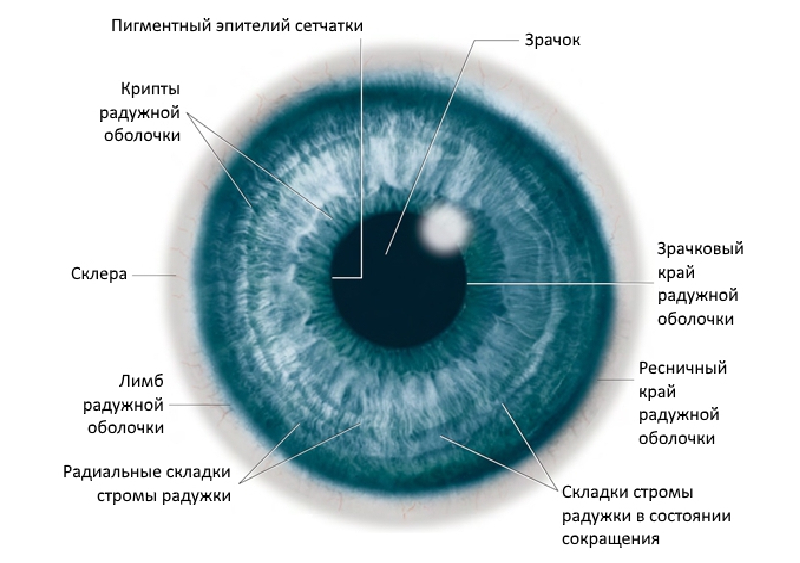 Пигментный эпителий сетчатки
Зрачок
Крипты
радужной
оболочки
Склера
Зрачковый
край
радужной
оболочки
Лимб
радужной
оболочки
Ресничный
край
радужной
оболочки
Радиальные складки
стромы радужки
Складки стромы
радужки в состоянии
сокращения